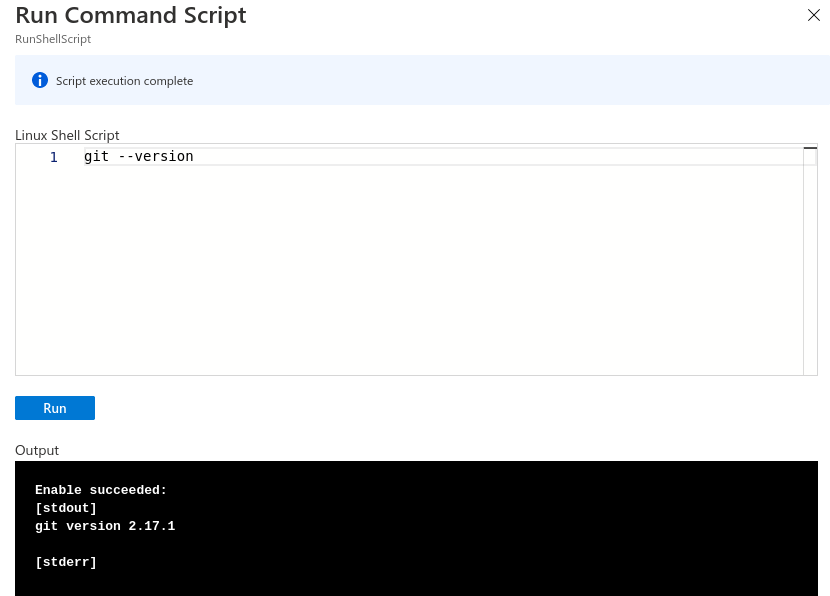 Run Command Script
RunShellScript
Script execution complete
Linux Shell Script
1 git --version
Run
Output
Enable succeeded:
[stdout]
git version 2.17.1
[stderr]